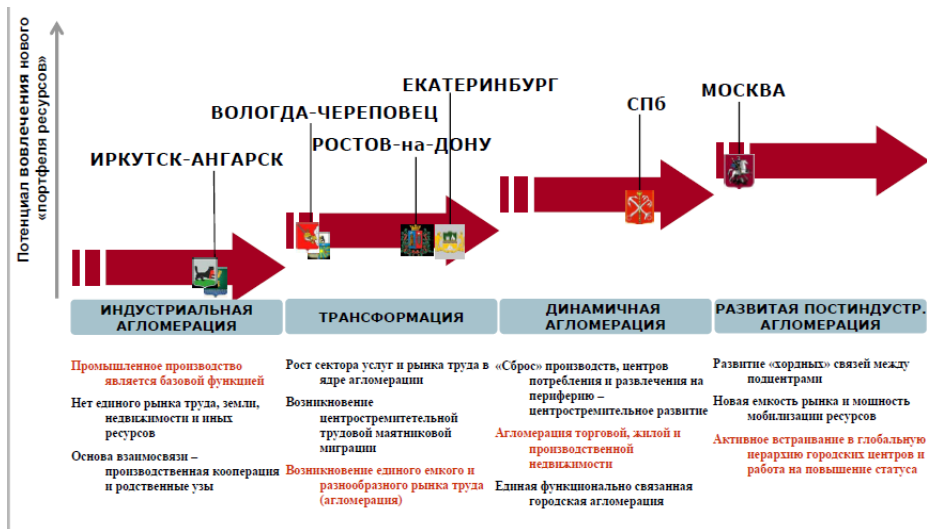 Потенциал вовлечения нового
«портфеля ресурсов»
ИРКУТСК-АНГАРСК
ВОЛОГДА-ЧЕРЕПОВЕЦ
РОСТОВ-на-ДОНУ
ЕКАТЕРИНБУРГ
СПб
МОСКВА
ИНДУСТРИАЛЬНАЯ
АГЛОМЕРАЦИЯ
Промышленное производство
является базовой функцией
Нет единого рынка труда, земли,
недвижимости и иных
ресурсов
Основа взаимосвязи –
производственная кооперация
и родственные узы
ТРАНСФОРМАЦИЯ
Рост сектора услуг и рынка труда в
ядре агломерации
Возникновение
центростремитетельной
трудовой маятниковой
миграции
Возникновение единого емкого и
разнообразного рынка труда
(агломерация)
ДИНАМИЧНАЯ
АГЛОМЕРАЦИЯ
«Сброс» производств, центров
потребления и развлечения на
периферию –
центростремительное развитие
Агломерация торговой, жилой и
производственной
недвижимости
Единая функционально связанная
городская агломерация
РАЗВИТАЯ ПОСТИНДУСТР.
АГЛОМЕРАЦИЯ
Развитие «хордных» связей между
подцентрами
Новая емкость рынка и мощность
мобилизации ресурсов
Активное встраивание в глобальную
иерархию городских центров и
работа на повышение статуса